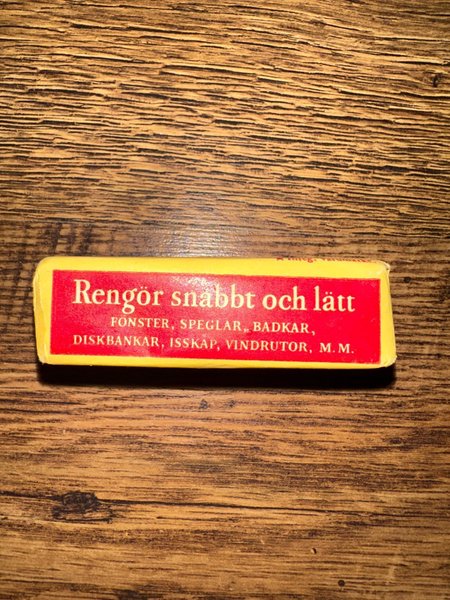 Rengör snabbt och lätt
FÖNSTER, SPEGLAR, BADKAR,
DISKBÄNKAR, ISSKÅP, VINDRUTOR, M. M.